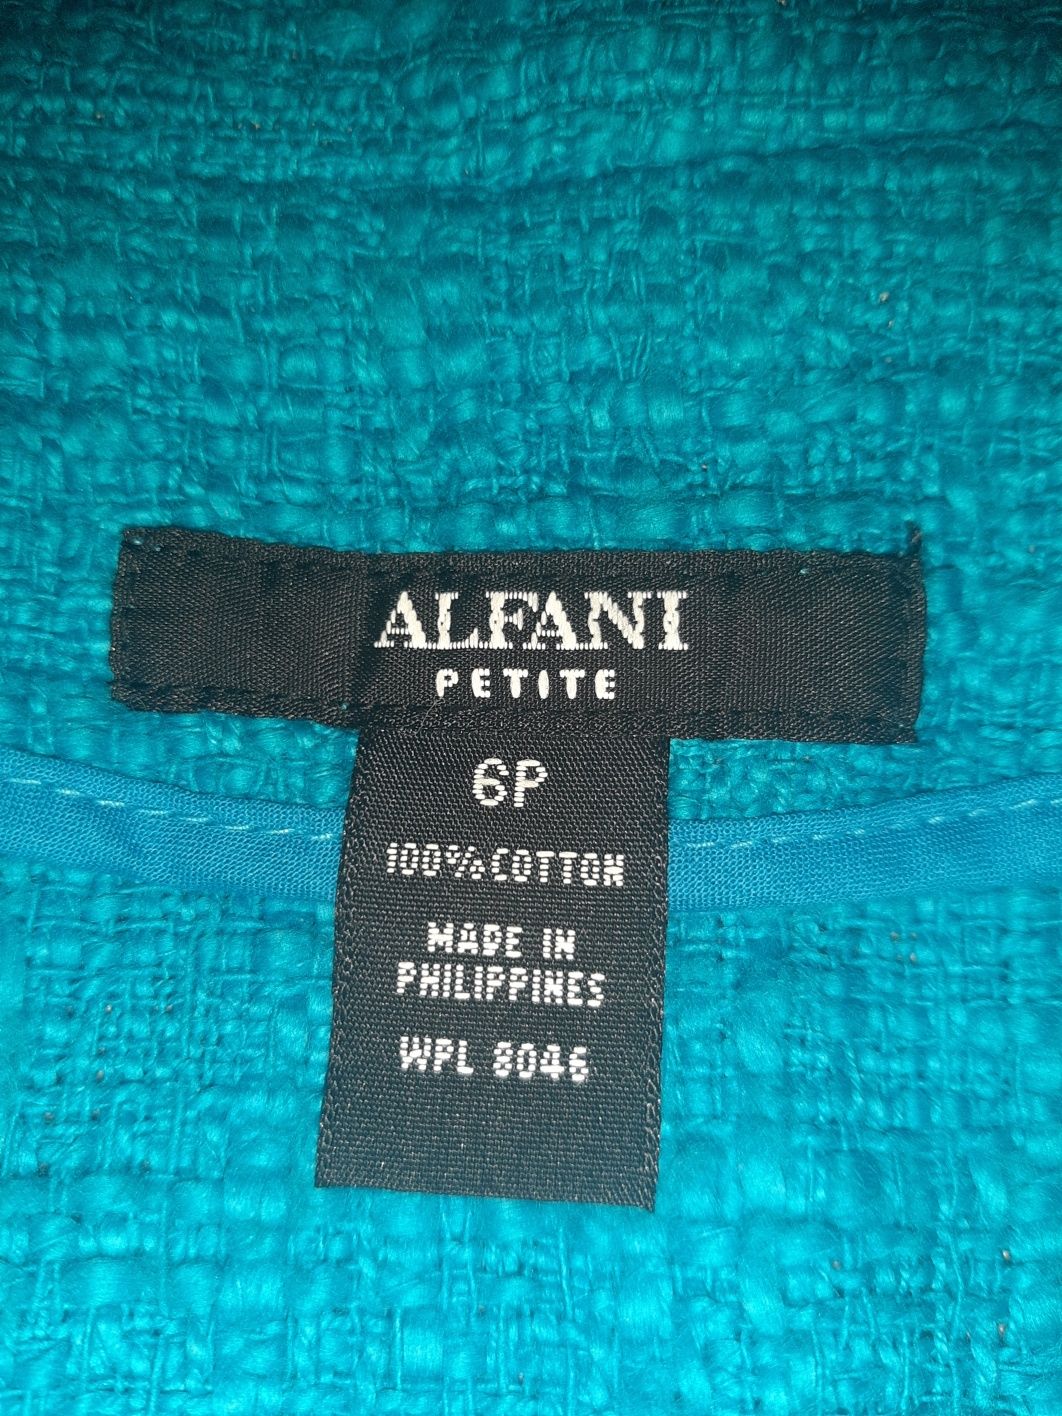 ALFANI
PETITE
6P
100% COTTON
MADE IN
PHILIPPINES
WPL 8046